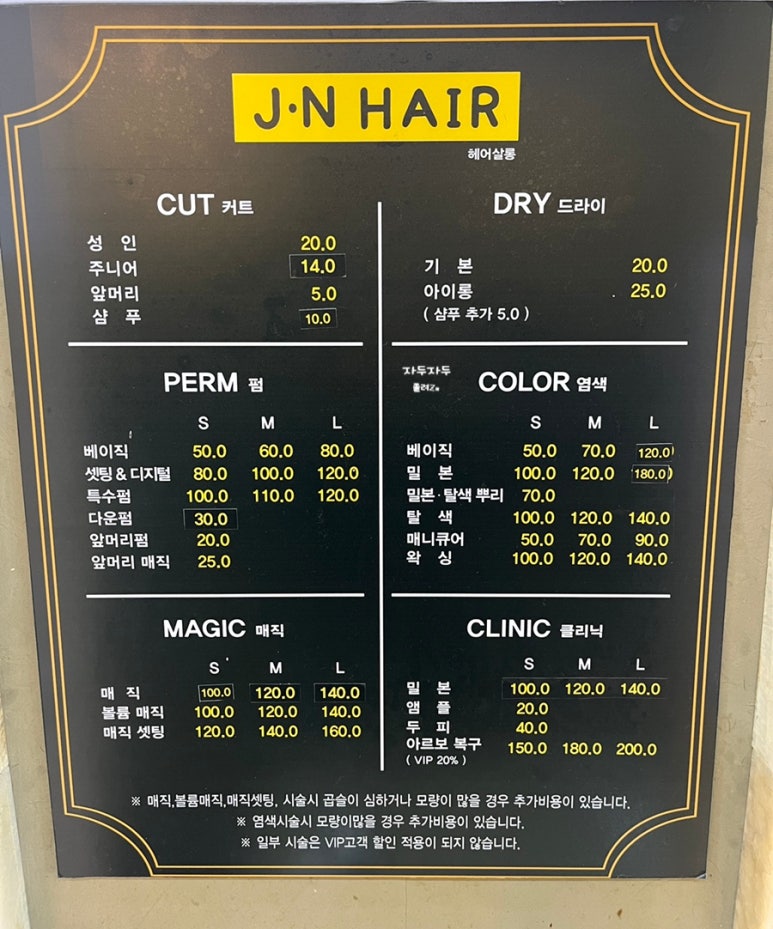 J·N HAIR
헤어살롱
CUT 커트
성 인 20.0
주니어 14.0
앞머리 5.0
샴 푸 10.0
DRY 드라이
기 본 20.0
아이롱 25.0
( 샴푸 추가 5.0 )
PERM 펌
S M L
베이직 50.0 60.0 80.0
셋팅 & 디지털 80.0 100.0 120.0
특수펌 100.0 110.0 120.0
다운펌 30.0
앞머리펌 20.0
앞머리 매직 25.0
자두자두
COLOR 염색
S M L
베이직 50.0 70.0 120.0
밀 본 100.0 120.0 180.0
밀본·탈색 뿌리 70.0
탈 색 100.0 120.0 140.0
매니큐어 50.0 70.0 90.0
왁 싱 100.0 120.0 140.0
MAGIC 매직
S M L
매 직 100.0 120.0 140.0
볼륨 매직 100.0 120.0 140.0
매직 셋팅 120.0 140.0 160.0
CLINIC 클리닉
S M L
밀 본 100.0 120.0 140.0
앰 플 20.0
두 피 40.0
아르보 복구 150.0 180.0 200.0
( VIP 20% )
※ 매직,볼륨매직,매직셋팅, 시술시 곱슬이 심하거나 모량이 많을 경우 추가비용이 있습니다.
※ 염색시술시 모량이많을 경우 추가비용이 있습니다.
※ 일부 시술은 VIP고객 할인 적용이 되지 않습니다.